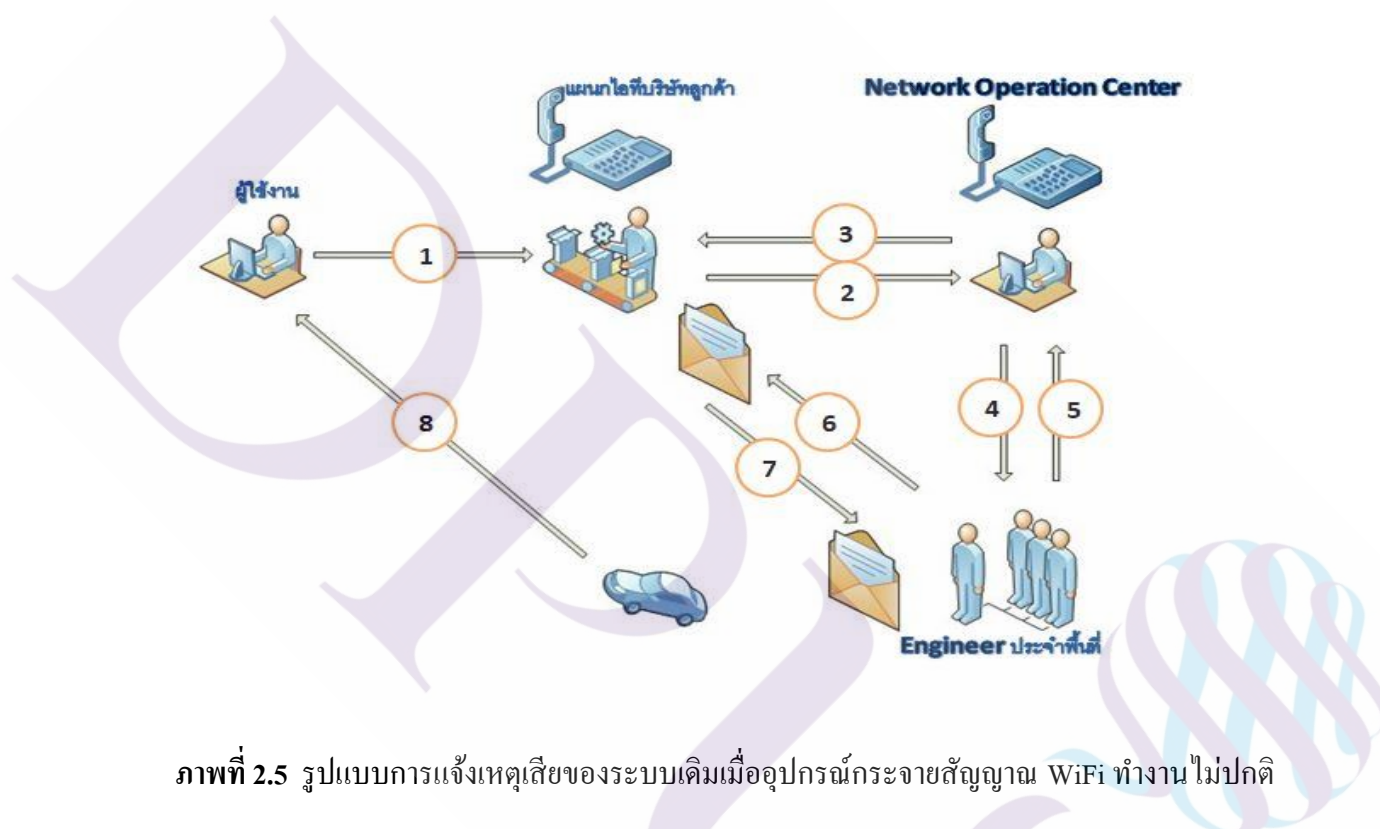 แผนกไอทีบริษัทลูกค้า
Network Operation Center
ผู้ใช้งาน
1
3
2
4
5
6
7
8
Engineer ประจำพื้นที่
ภาพที่ 2.5 รูปแบบการแจ้งเหตุเสียของระบบเดิมเมื่ออุปกรณ์กระจายสัญญาณ WiFi ทำงานไม่ปกติ